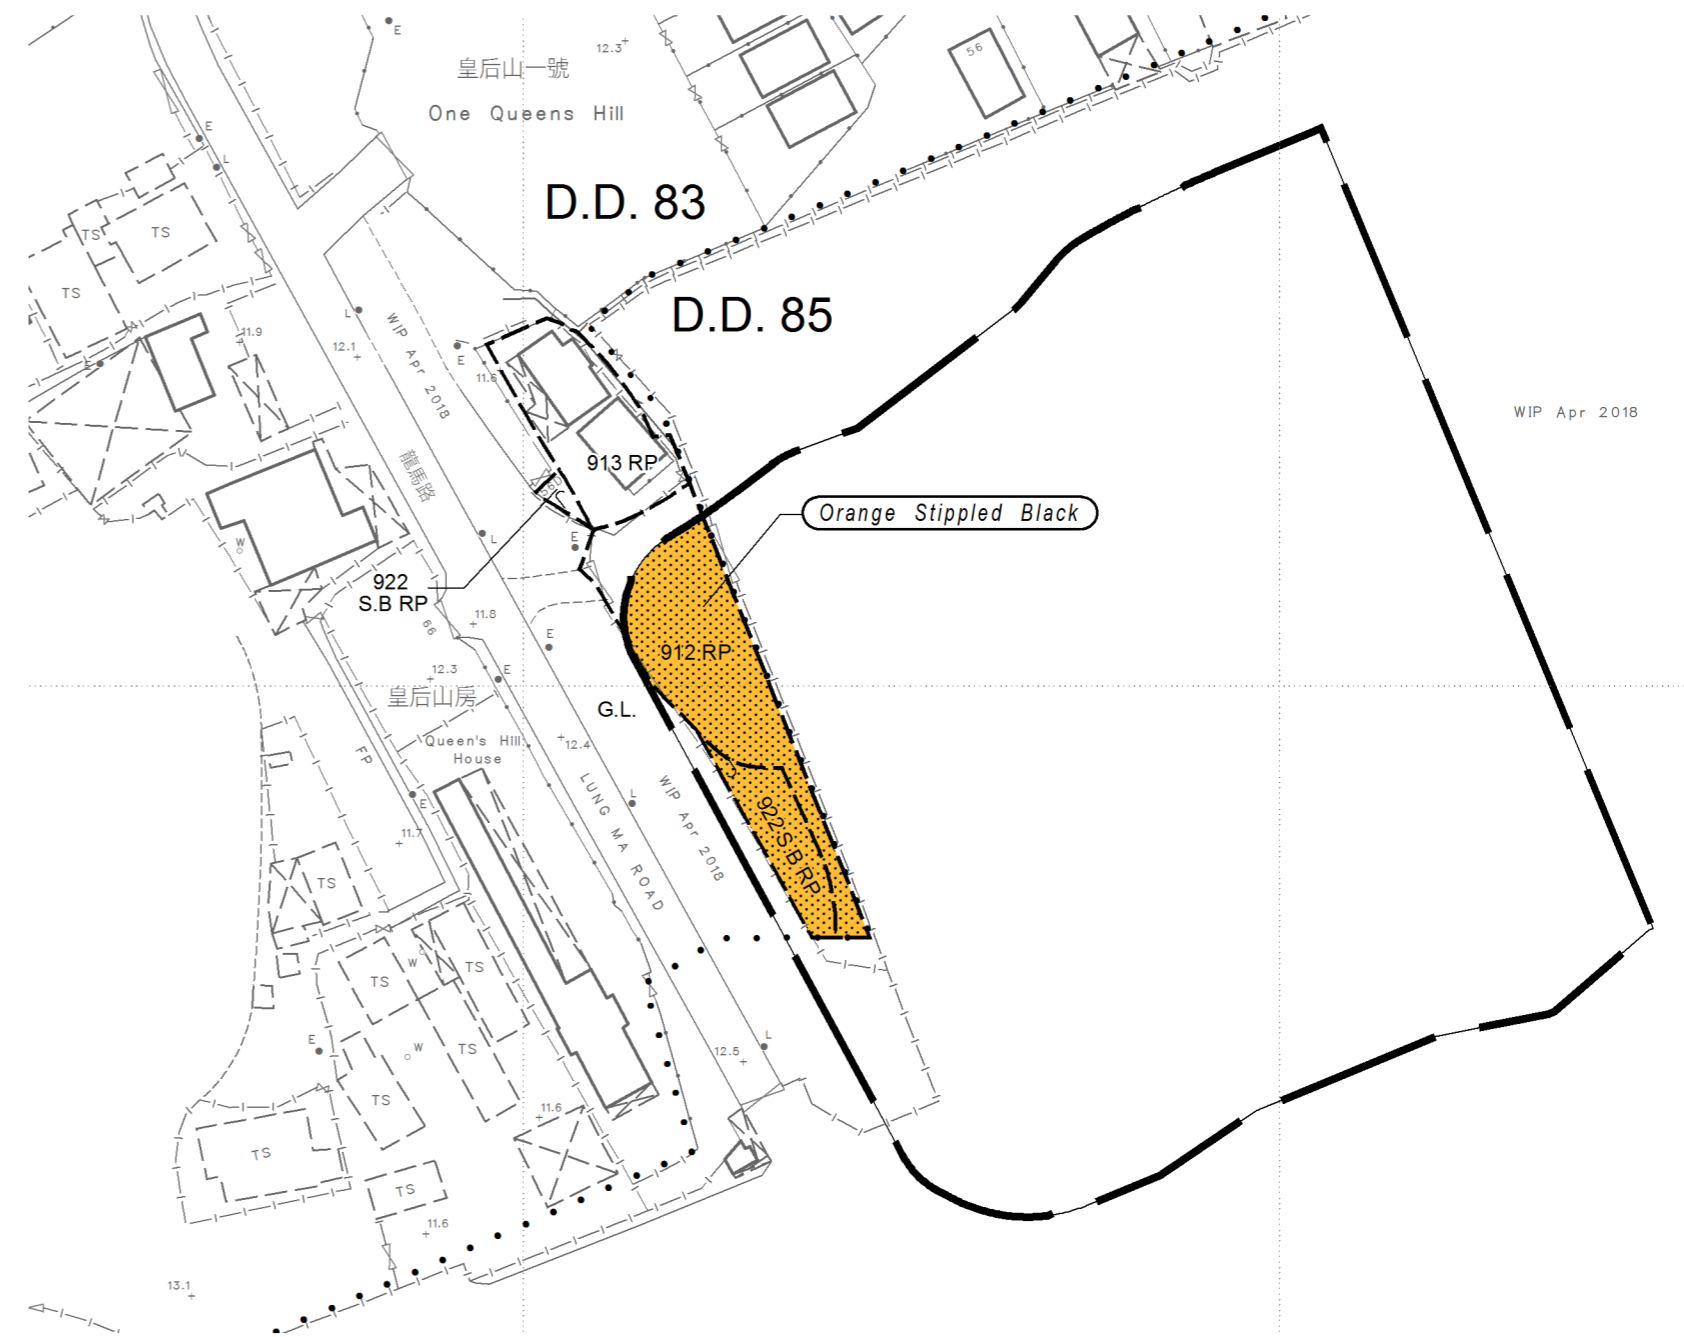 E
12.3
皇后山一號
One Queens Hill
56
E
L
D.D. 83
TS
TS
TS
D.D. 85
L
WIP Apr 2018
11.9
12.1
E
E
11.6
WIP Apr 2018
龍馬路
913 RP
Orange Stippled Black
L
E
W
922
S.B RP
11.8
66
E
912 RP
12.3
E
皇后山房
G.L.
Queen's Hill
House
12.4
FP
LUNG MA ROAD
WIP Apr 2018
L
E
11.7
922 S.B RP
TS
W
TS
TS
E
W
TS
12.5
L
TS
11.6
TS
TS
11.6
13.1